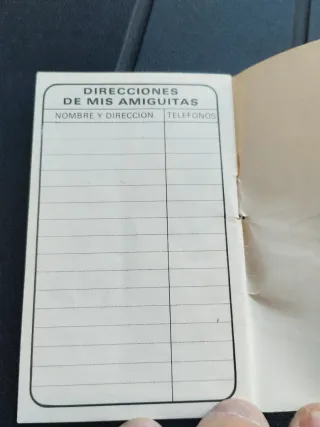 DIRECCIONES
DE MIS AMIGUITAS
NOMBRE Y DIRECCION TELEFONOS